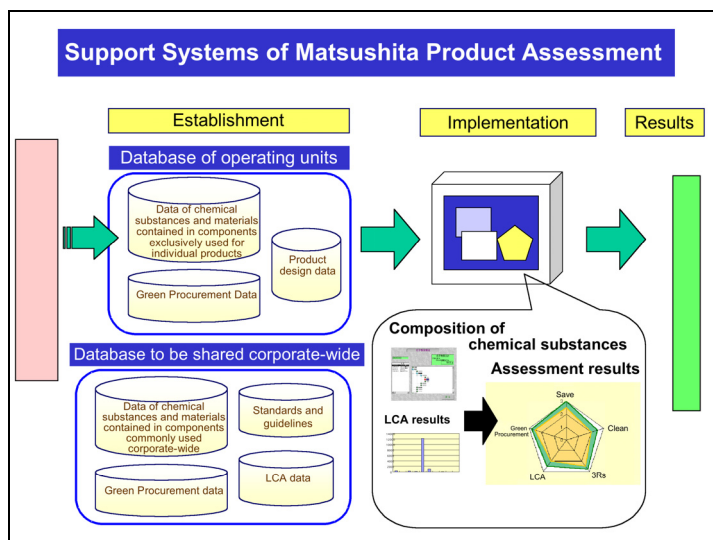 Support Systems of Matsushita Product Assessment
Establishment
Implementation
Results
Database of operating units
Data of chemical
substances and materials
contained in components
exclusively used for
individual products
Product
design data
Green Procurement Data
Database to be shared corporate-wide
Data of chemical
substances and materials
contained in components
commonly used
corporate-wide
Standards and
guidelines
Green Procurement data
LCA data
Composition of
chemical substances
Assessment results
LCA results
Save
Clean
3Rs
LCA
Green
Procurement